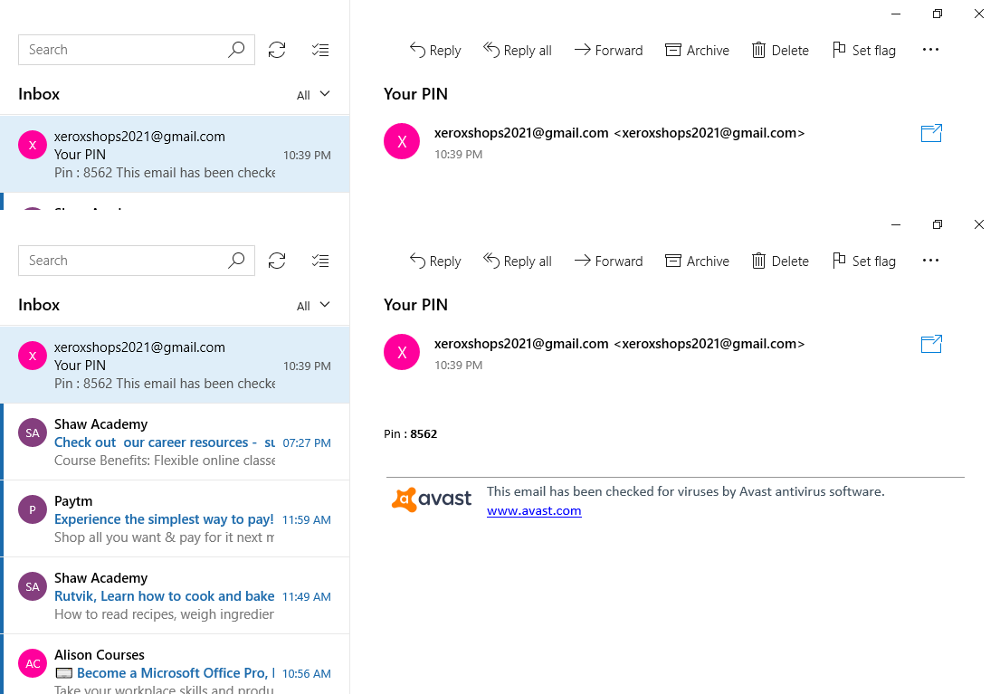 Search
Inbox
All
X
xeroxshops2021@gmail.com
Your PIN
10:39 PM
Pin : 8562 This email has been checke
Reply
Reply all
Forward
Archive
Delete
Set flag
Your PIN
X
xeroxshops2021@gmail.com <xeroxshops2021@gmail.com>
10:39 PM
Search
Inbox
All
X
xeroxshops2021@gmail.com
Your PIN
10:39 PM
Pin : 8562 This email has been checke
SA
Shaw Academy
Check out our career resources - su
07:27 PM
Course Benefits: Flexible online classe
P
Paytm
Experience the simplest way to pay!
11:59 AM
Shop all you want & pay for it next m
SA
Shaw Academy
Rutvik, Learn how to cook and bake
11:49 AM
How to read recipes, weigh ingredien
AC
Alison Courses
Become a Microsoft Office Pro, I
10:56 AM
Take your workplace skills and produ
Reply
Reply all
Forward
Archive
Delete
Set flag
Your PIN
X
xeroxshops2021@gmail.com <xeroxshops2021@gmail.com>
10:39 PM
Pin : 8562
avast
This email has been checked for viruses by Avast antivirus software.
www.avast.com